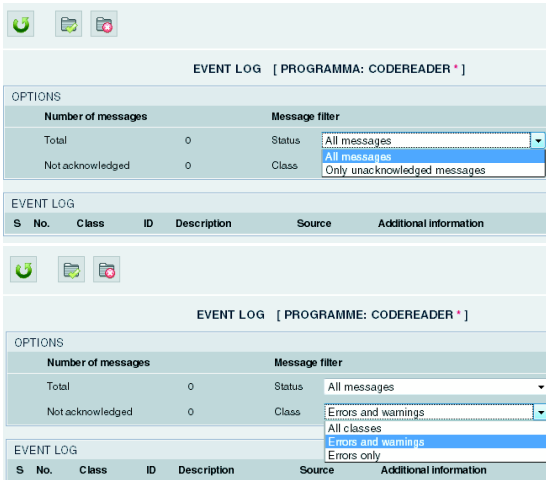 EVENT LOG [ PROGRAMMA: CODEREADER * ]
OPTIONS
Number of messages Message filter
Total 0 Status All messages
All messages
Not acknowledged 0 Class Only unacknowledged messages
EVENT LOG
S No. Class ID Description Source Additional information
EVENT LOG [ PROGRAMME: CODEREADER * ]
OPTIONS
Number of messages Message filter
Total 0 Status All messages
Not acknowledged 0 Class Errors and warnings
All classes
Errors and warnings
EVENT LOG
Errors only
S No. Class ID Description Source Additional information